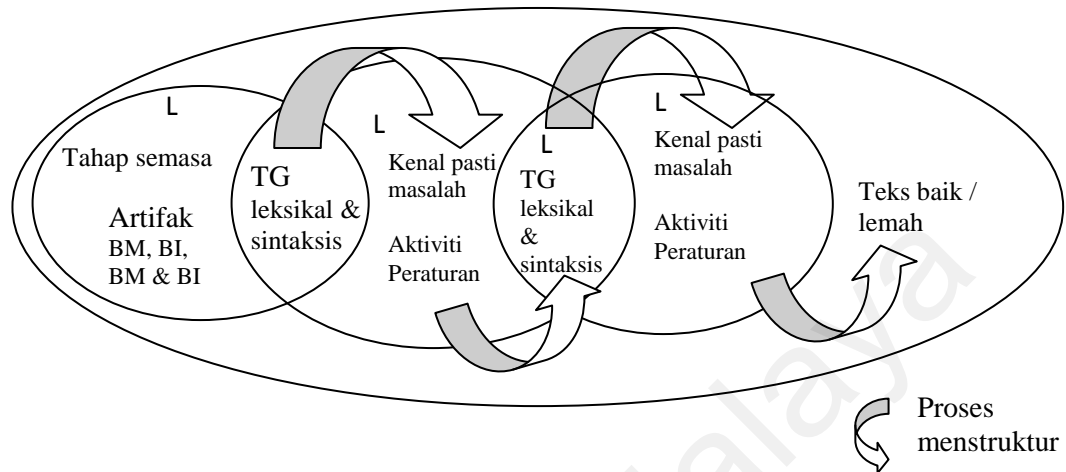 L
Tahap semasa
Artifak
BM, BI,
BM & BI
TG
leksikal &
sintaksis
L
Kenal pasti
masalah
Aktiviti
Peraturan
L
TG
leksikal
&
sintaksis
L
Kenal pasti
masalah
Aktiviti
Peraturan
Teks baik /
lemah
Proses
menstruktur
alaya